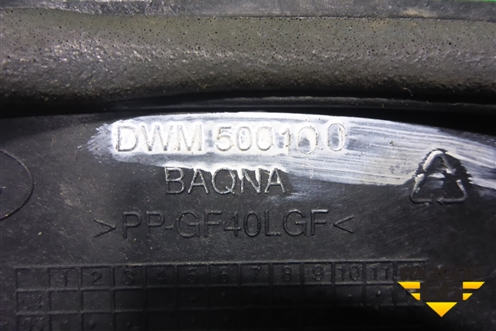 DWM 500100
BAQNA
>PP-GF40LGF<
1 2 3 4 5 6 7 8 9 10 11